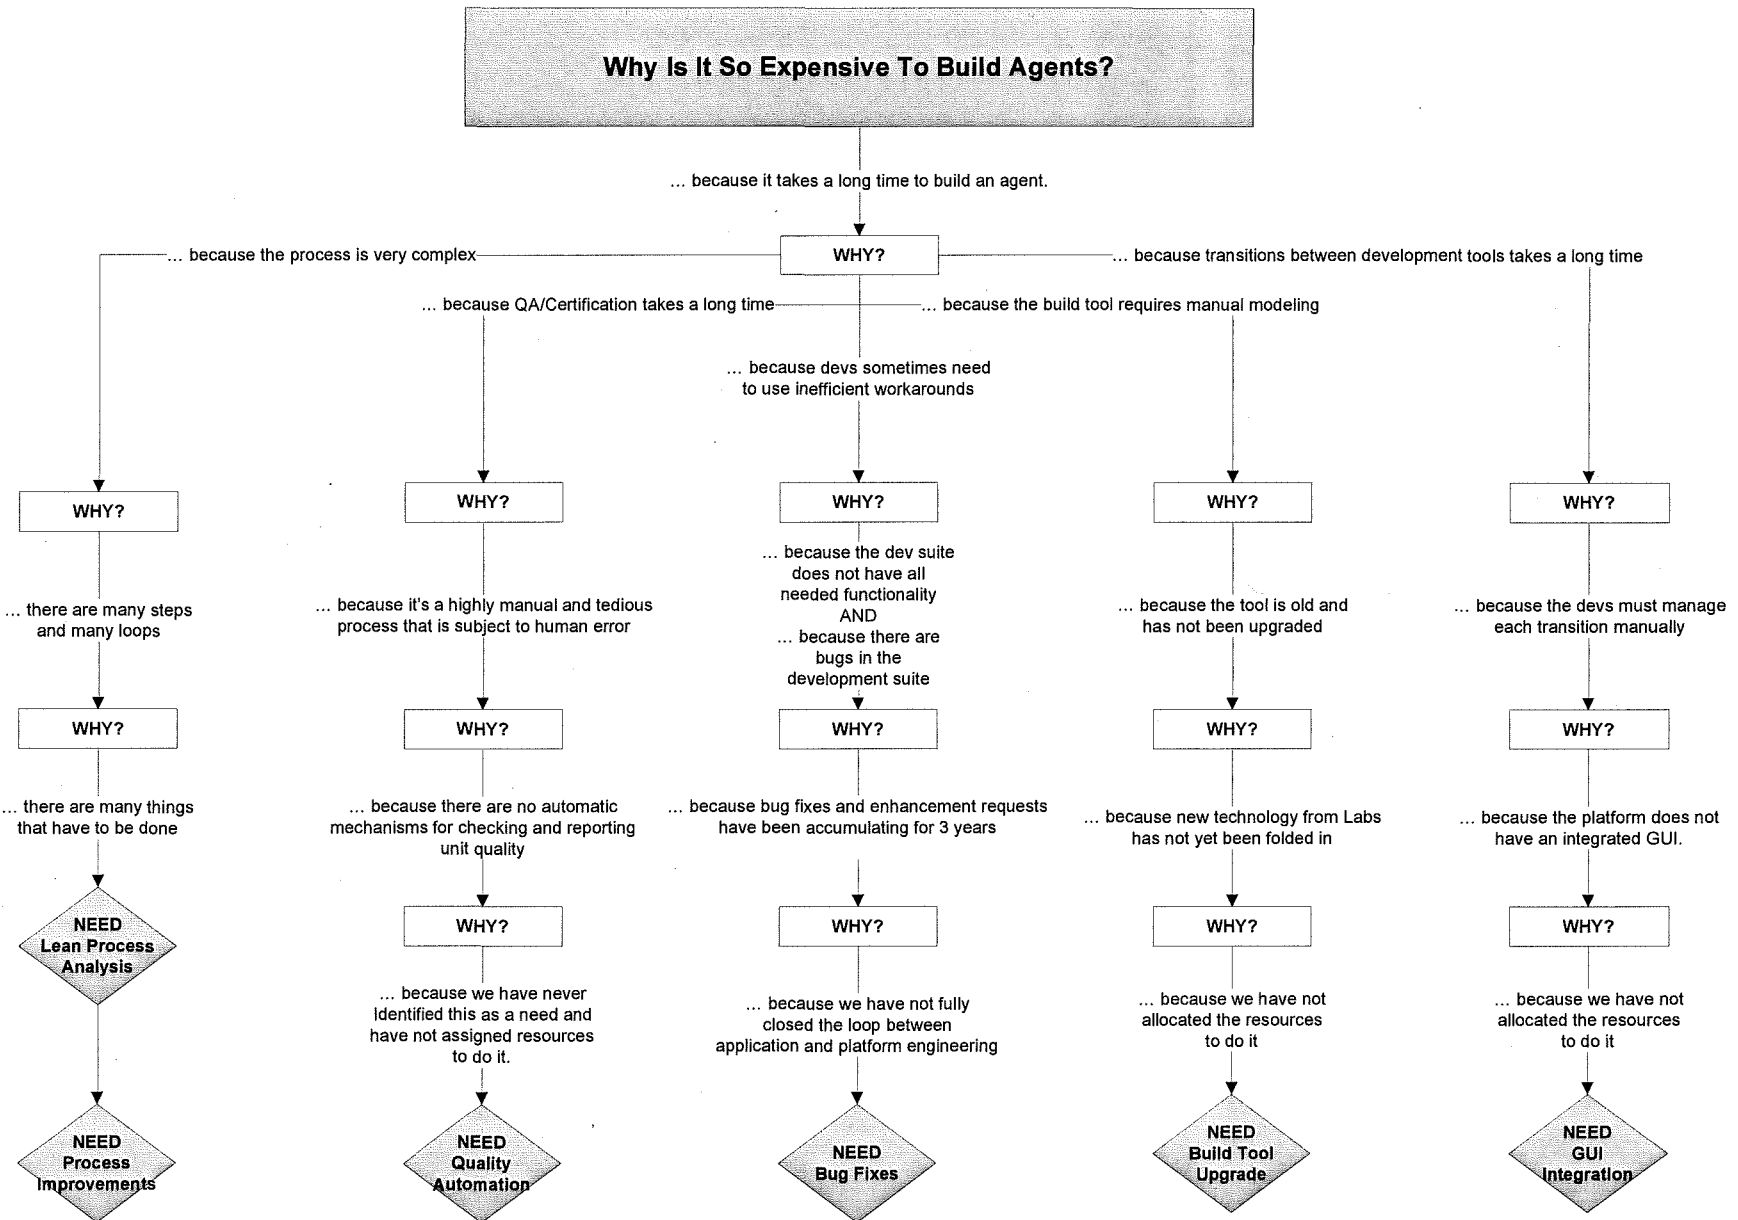 Why Is It So Expensive To Build Agents?
... because it takes a long time to build an agent.
WHY?
... because the process is very complex
... because transitions between development tools takes a long time
... because QA/Certification takes a long time
... because the build tool requires manual modeling
... because devs sometimes need
to use inefficient workarounds
WHY?
... there are many steps
and many loops
WHY?
... there are many things
that have to be done
NEED
Lean Process
Analysis
NEED
Process
Improvements
WHY?
... because it's a highly manual and tedious
process that is subject to human error
WHY?
... because there are no automatic
mechanisms for checking and reporting
unit quality
WHY?
... because we have never
identified this as a need and
have not assigned resources
to do it.
NEED
Quality
Automation
WHY?
... because the dev suite
does not have all
needed functionality
AND
... because there are
bugs in the
development suite
WHY?
... because bug fixes and enhancement requests
have been accumulating for 3 years
WHY?
... because we have not fully
closed the loop between
application and platform engineering
NEED
Bug Fixes
WHY?
... because the tool is old and
has not been upgraded
WHY?
... because new technology from Labs
has not yet been folded in
WHY?
... because we have not
allocated the resources
to do it
NEED
Build Tool
Upgrade
WHY?
... because the devs must manage
each transition manually
WHY?
... because the platform does not
have an integrated GUI.
WHY?
... because we have not
allocated the resources
to do it
NEED
GUI
Integration